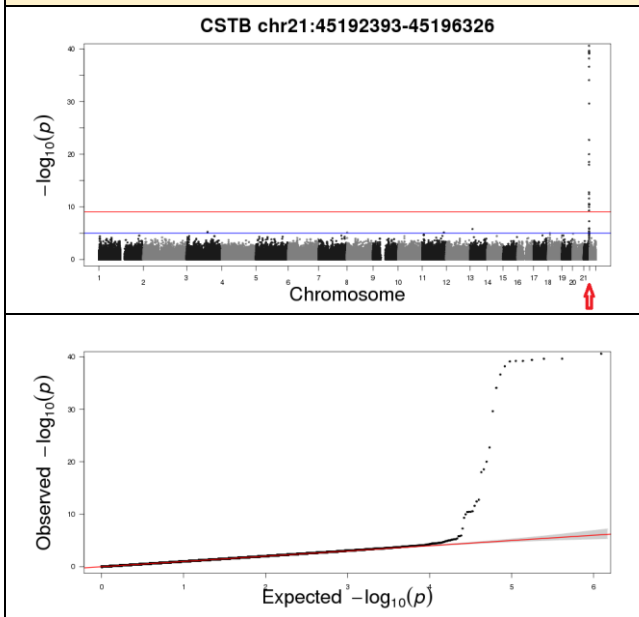 CSTB chr21:45192393-45196326
40
30
20
10
0
−log₁₀(p)
1 2 3 4 5 6 7 8 9 10 11 12 13 14 15 16 17 18 19 20 21
Chromosome
40
30
20
10
0
Observed −log₁₀(p)
0 1 2 3 4 5 6
Expected −log₁₀(p)